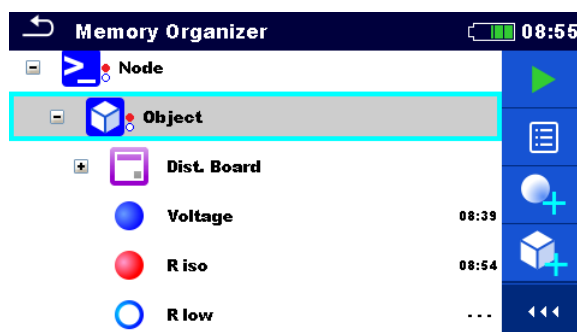 Memory Organizer 08:55
Node
Object
Dist. Board
Voltage 08:39
R iso 08:54
R low ---